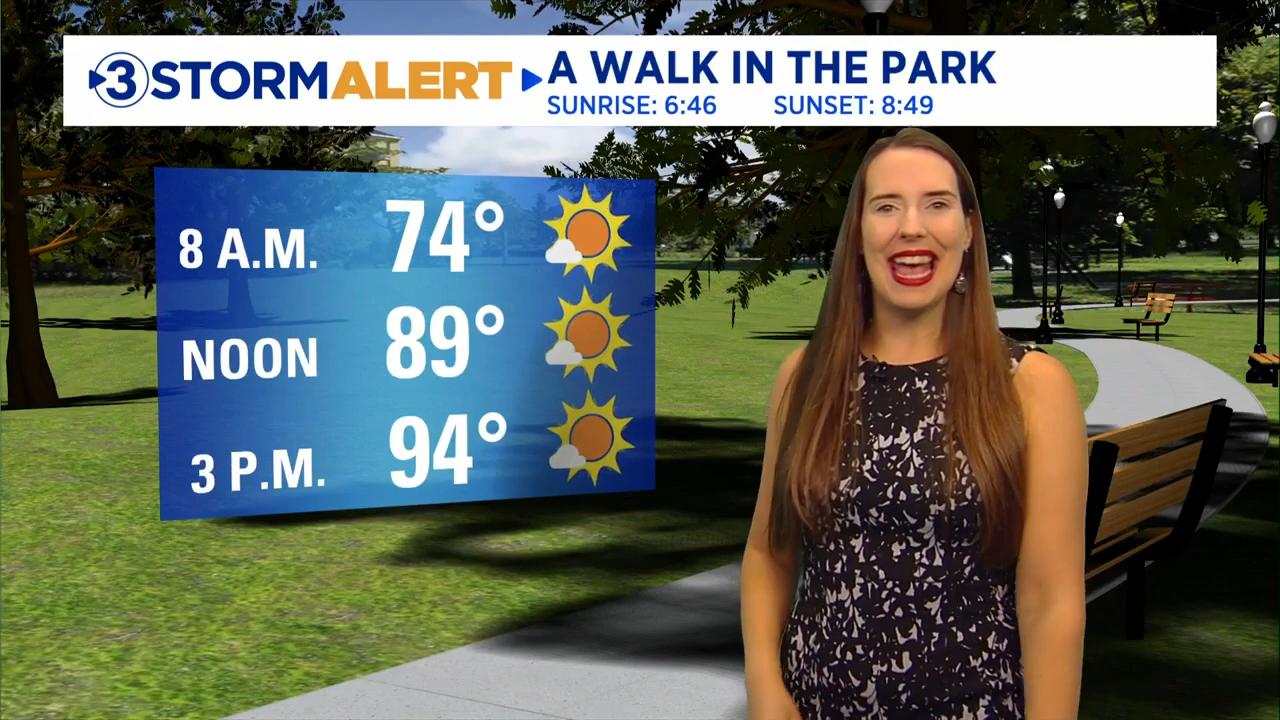 3 STORM ALERT
A WALK IN THE PARK
SUNRISE: 6:46 SUNSET: 8:49
8 A.M. 74°
NOON 89°
3 P.M. 94°